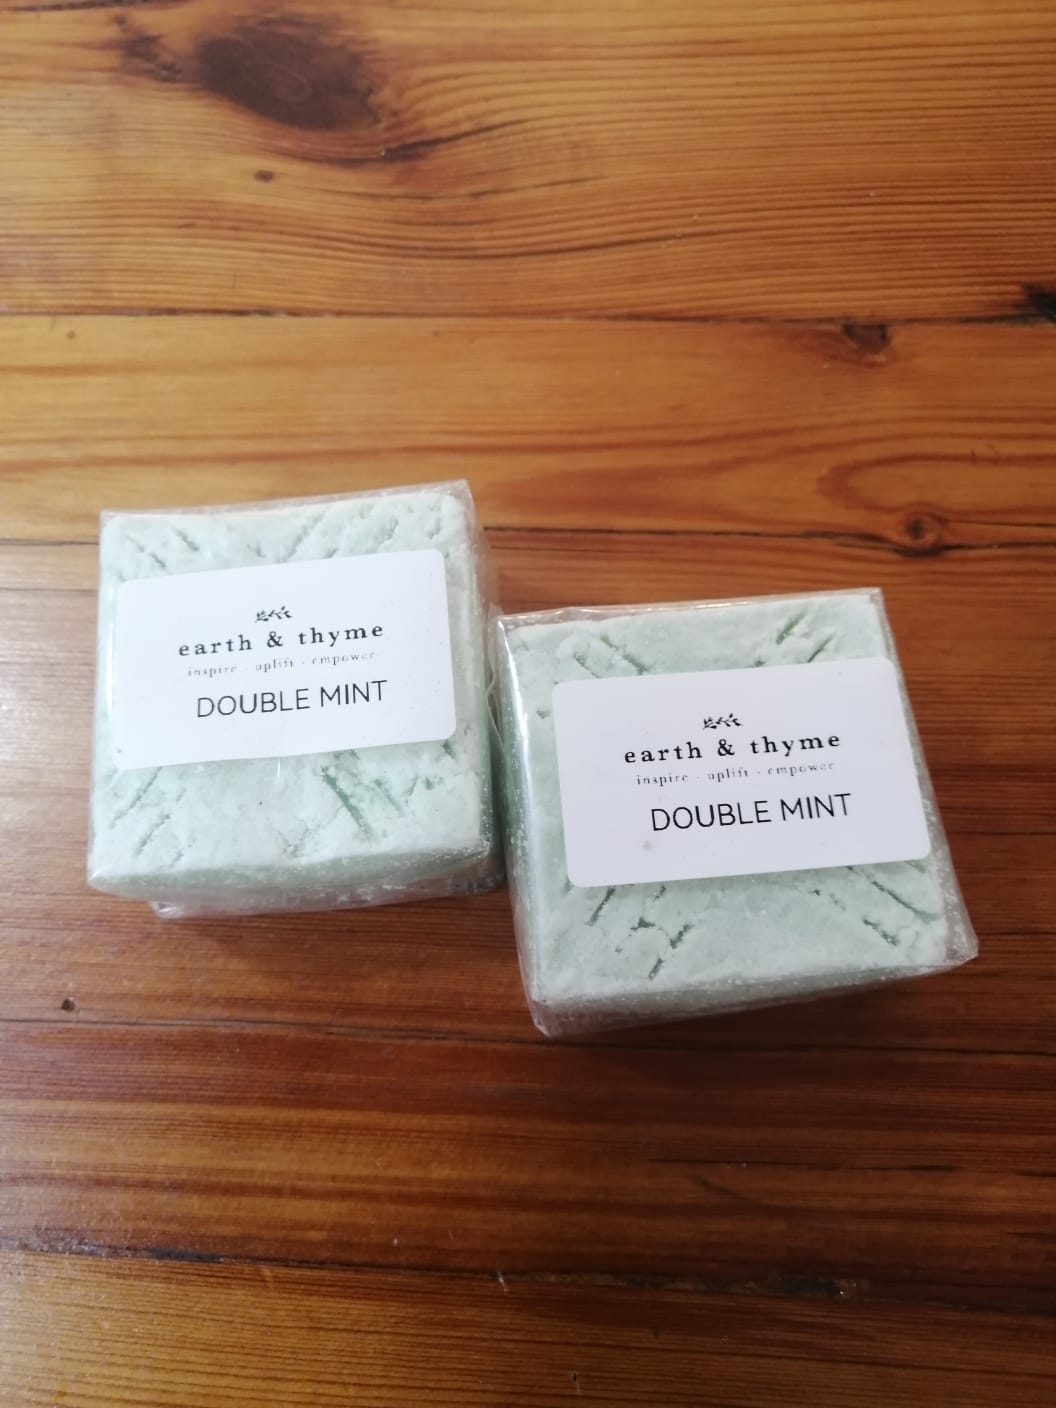 earth & thyme
inspire · uplift · empower
DOUBLE MINT
earth & thyme
inspire · uplift · empower
DOUBLE MINT